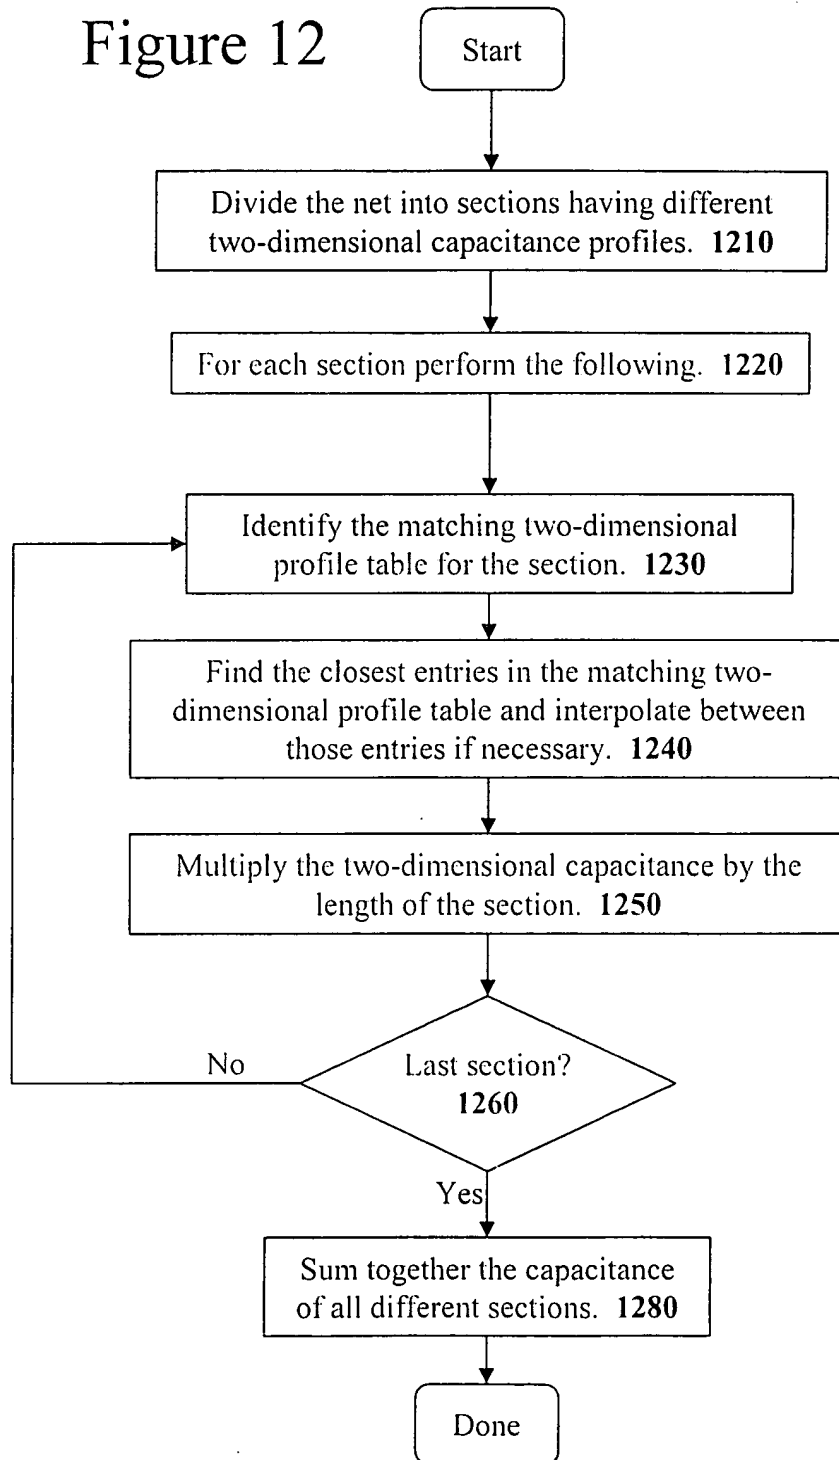 Figure 12
Start
Divide the net into sections having different
two-dimensional capacitance profiles. 1210
For each section perform the following. 1220
Identify the matching two-dimensional
profile table for the section. 1230
Find the closest entries in the matching two-
dimensional profile table and interpolate between
those entries if necessary. 1240
Multiply the two-dimensional capacitance by the
length of the section. 1250
No
Last section?
1260
Yes
Sum together the capacitance
of all different sections. 1280
Done